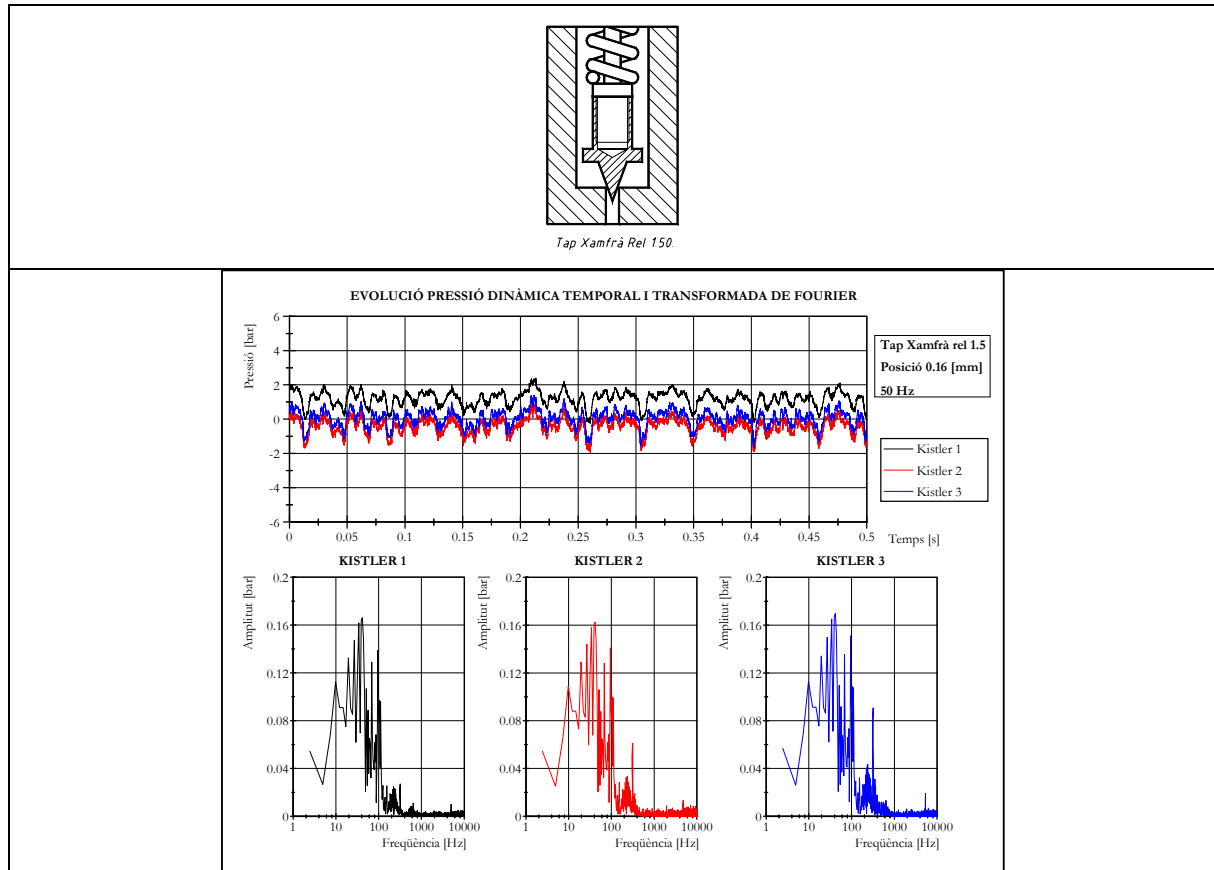 Tap Xamfrà Rel 1.50.
EVOLUCIÓ PRESSIÓ DINÀMICA TEMPORAL I TRANSFORMADA DE FOURIER
Pressió [bar]
6
4
2
0
-2
-4
-6
0 0.05 0.1 0.15 0.2 0.25 0.3 0.35 0.4 0.45 0.5
Temps [s]
Tap Xamfrà rel 1.5
Posició 0.16 [mm]
50 Hz
Kistler 1
Kistler 2
Kistler 3
KISTLER 1
Amplitut [bar]
0.2
0.16
0.12
0.08
0.04
0
1 10 100 1000 10000
Freqüència [Hz]
KISTLER 2
Amplitut [bar]
0.2
0.16
0.12
0.08
0.04
0
1 10 100 1000 10000
Freqüència [Hz]
KISTLER 3
Amplitut [bar]
0.2
0.16
0.12
0.08
0.04
0
1 10 100 1000 10000
Freqüència [Hz]